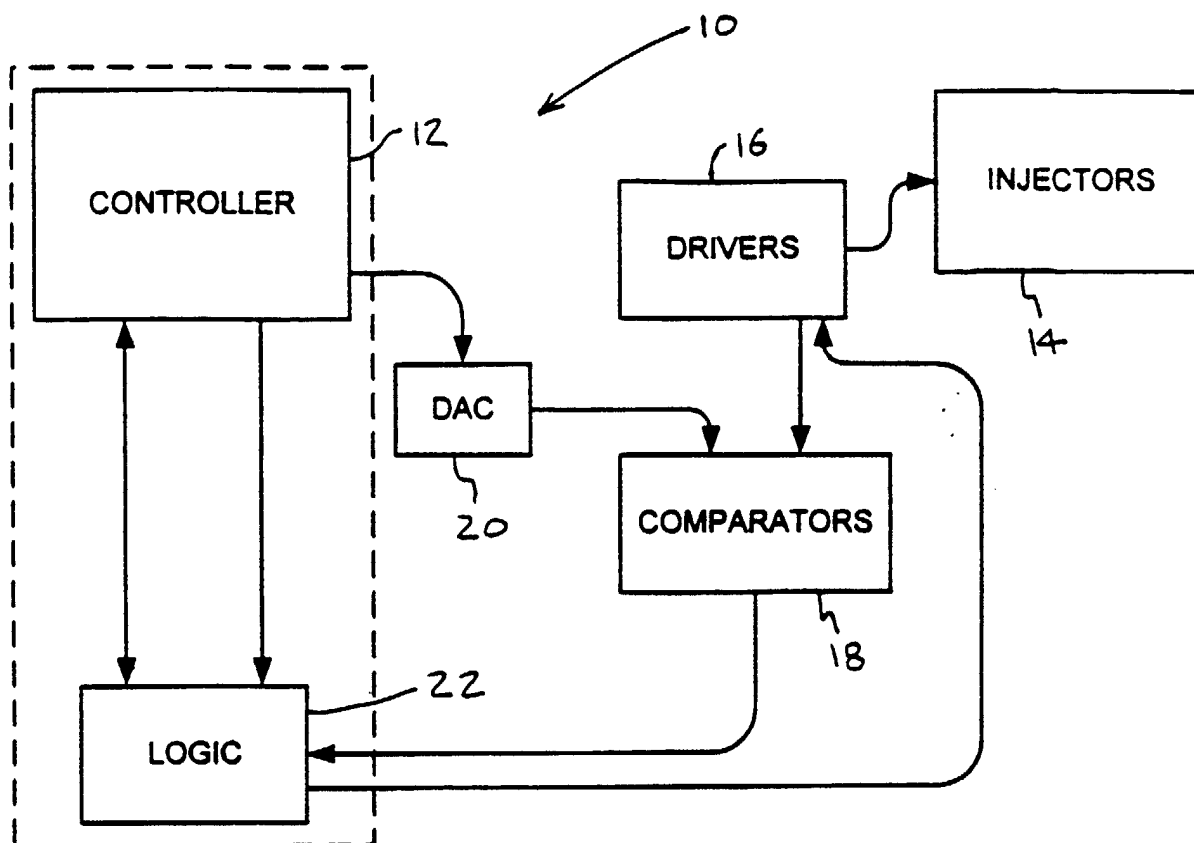 10
12
CONTROLLER
16
DRIVERS
INJECTORS
14
DAC
20
COMPARATORS
18
22
LOGIC